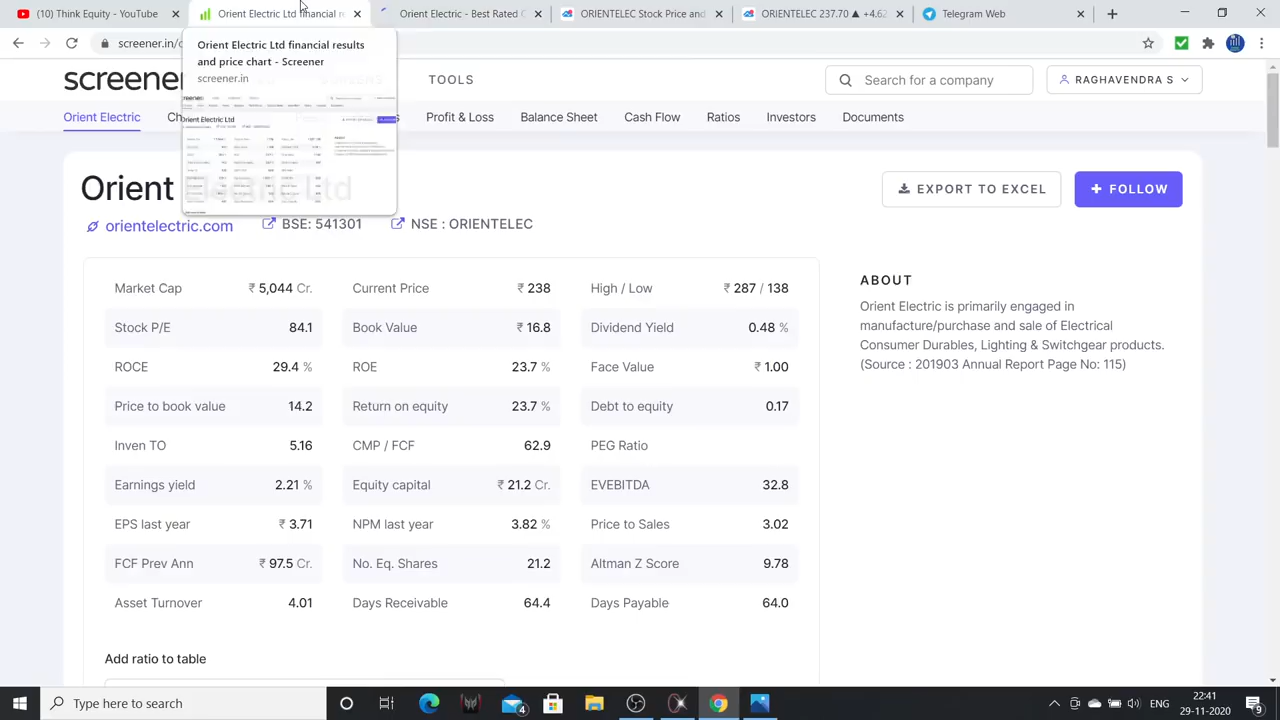 (10) Think Equity - YouTube
Orient Electric Ltd financial res
Orient Electric - Best Rated C
ORIENTELEC Stock Price and
ORIENTELEC 237.70 ▲ +4.62
Telegram Web
screener.in/c
Orient Electric Ltd financial results
and price chart - Screener
screener.in
screener
TOOLS
Search for a company
RAGHAVENDRA S
Orient Electric
Profit & Loss
Balance Sheet
Cash Flow
Ratios
Investors
Documents
Orient Electric Ltd
EXPORT TO EXCEL
FOLLOW
orientelectric.com
BSE: 541301
NSE : ORIENTELEC
Market Cap ₹ 5,044 Cr. Current Price ₹ 238 High / Low ₹ 287 / 138
Stock P/E 84.1 Book Value ₹ 16.8 Dividend Yield 0.48 %
ROCE 29.4 % ROE 23.7 % Face Value ₹ 1.00
Price to book value 14.2 Return on equity 23.7 % Debt to equity 0.17
Inven TO 5.16 CMP / FCF 62.9 PEG Ratio
Earnings yield 2.21 % Equity capital ₹ 21.2 Cr. EVEBITDA 32.8
EPS last year ₹ 3.71 NPM last year 3.82 % Price to Sales 3.02
FCF Prev Ann ₹ 97.5 Cr. No. Eq. Shares 21.2 Altman Z Score 9.78
Asset Turnover 4.01 Days Receivable 64.4 Days Payable 64.0
Add ratio to table
ABOUT
Orient Electric is primarily engaged in
manufacture/purchase and sale of Electrical
Consumer Durables, Lighting & Switchgear products.
(Source : 201903 Annual Report Page No: 115)
Type here to search
4
ENG
22:41
29-11-2020
2